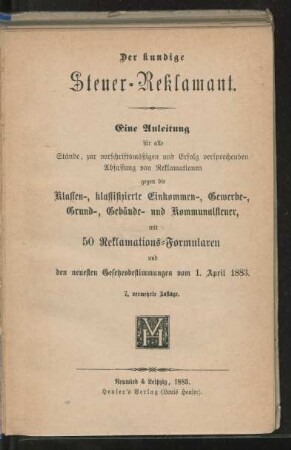 Der kundige
Steuer-Reklamant.
Eine Anleitung
für alle
Stände, zur vorschriftsmäßigen und Erfolg versprechenden
Abfassung von Reklamationen
gegen die
Klassen-, klassifizierte Einkommen-, Gewerbe-,
Grund-, Gebäude- und Kommunalsteuer,
mit
50 Reklamations-Formularen
und
den neuesten Gesetzesbestimmungen vom 1. April 1883.
7. vermehrte Auflage.
Neuwied & Leipzig, 1883.
Heuser's Verlag (Louis Heuser).